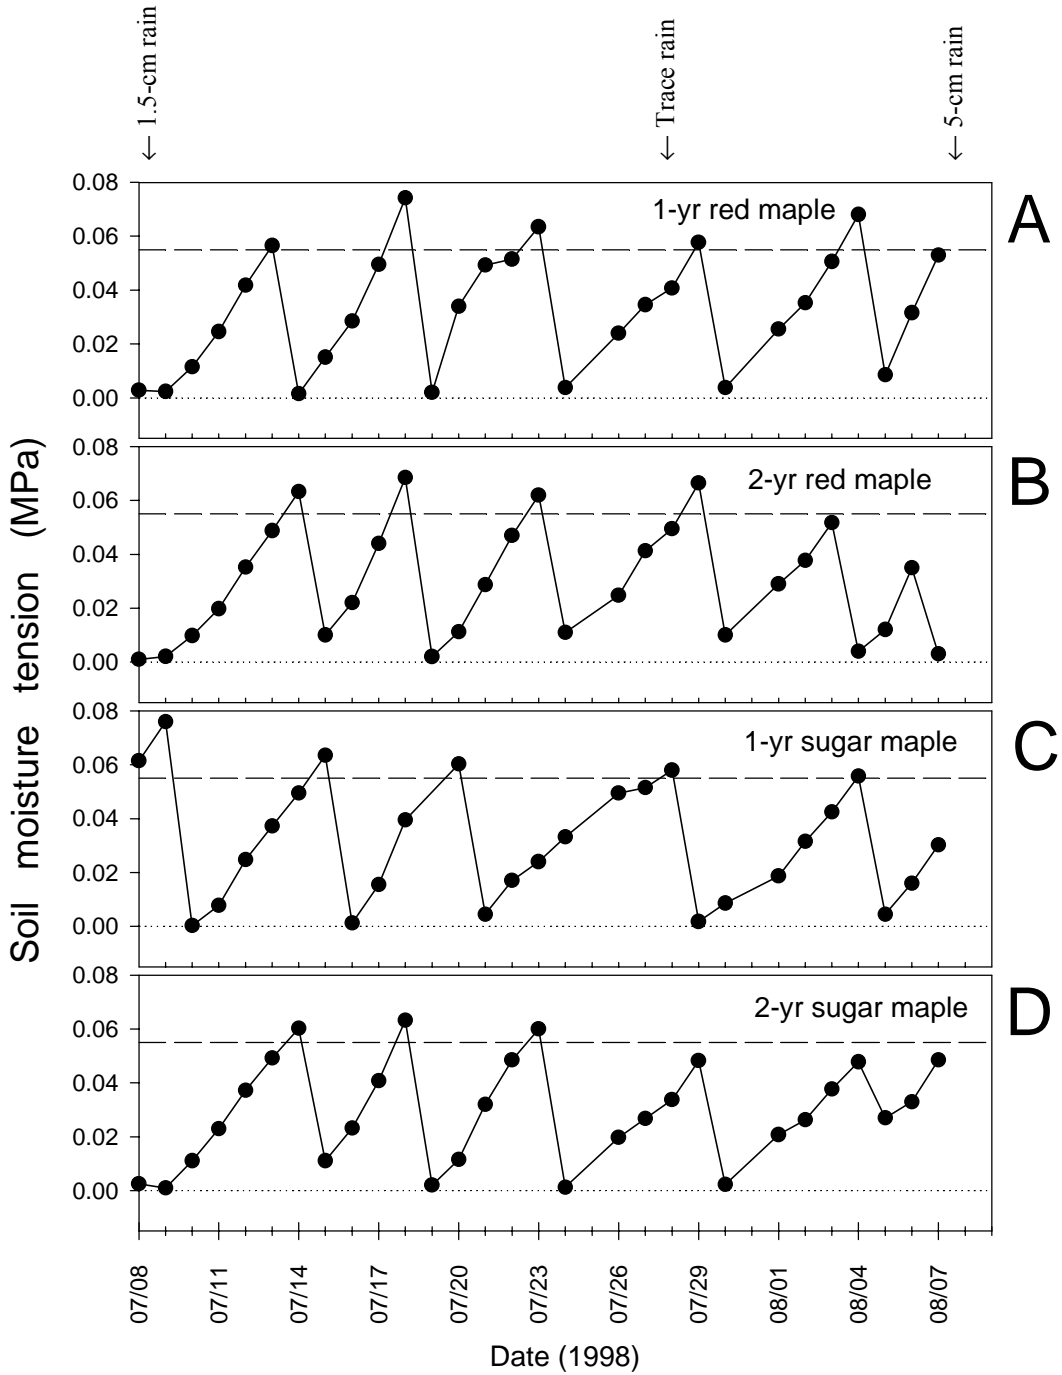 ← 1.5-cm rain
← Trace rain
← 5-cm rain
Soil moisture tension (MPa)
A
1-yr red maple
0.08
0.06
0.04
0.02
0.00
B
2-yr red maple
0.08
0.06
0.04
0.02
0.00
C
1-yr sugar maple
0.08
0.06
0.04
0.02
0.00
D
2-yr sugar maple
0.08
0.06
0.04
0.02
0.00
07/08
07/11
07/14
07/17
07/20
07/23
07/26
07/29
08/01
08/04
08/07
Date (1998)